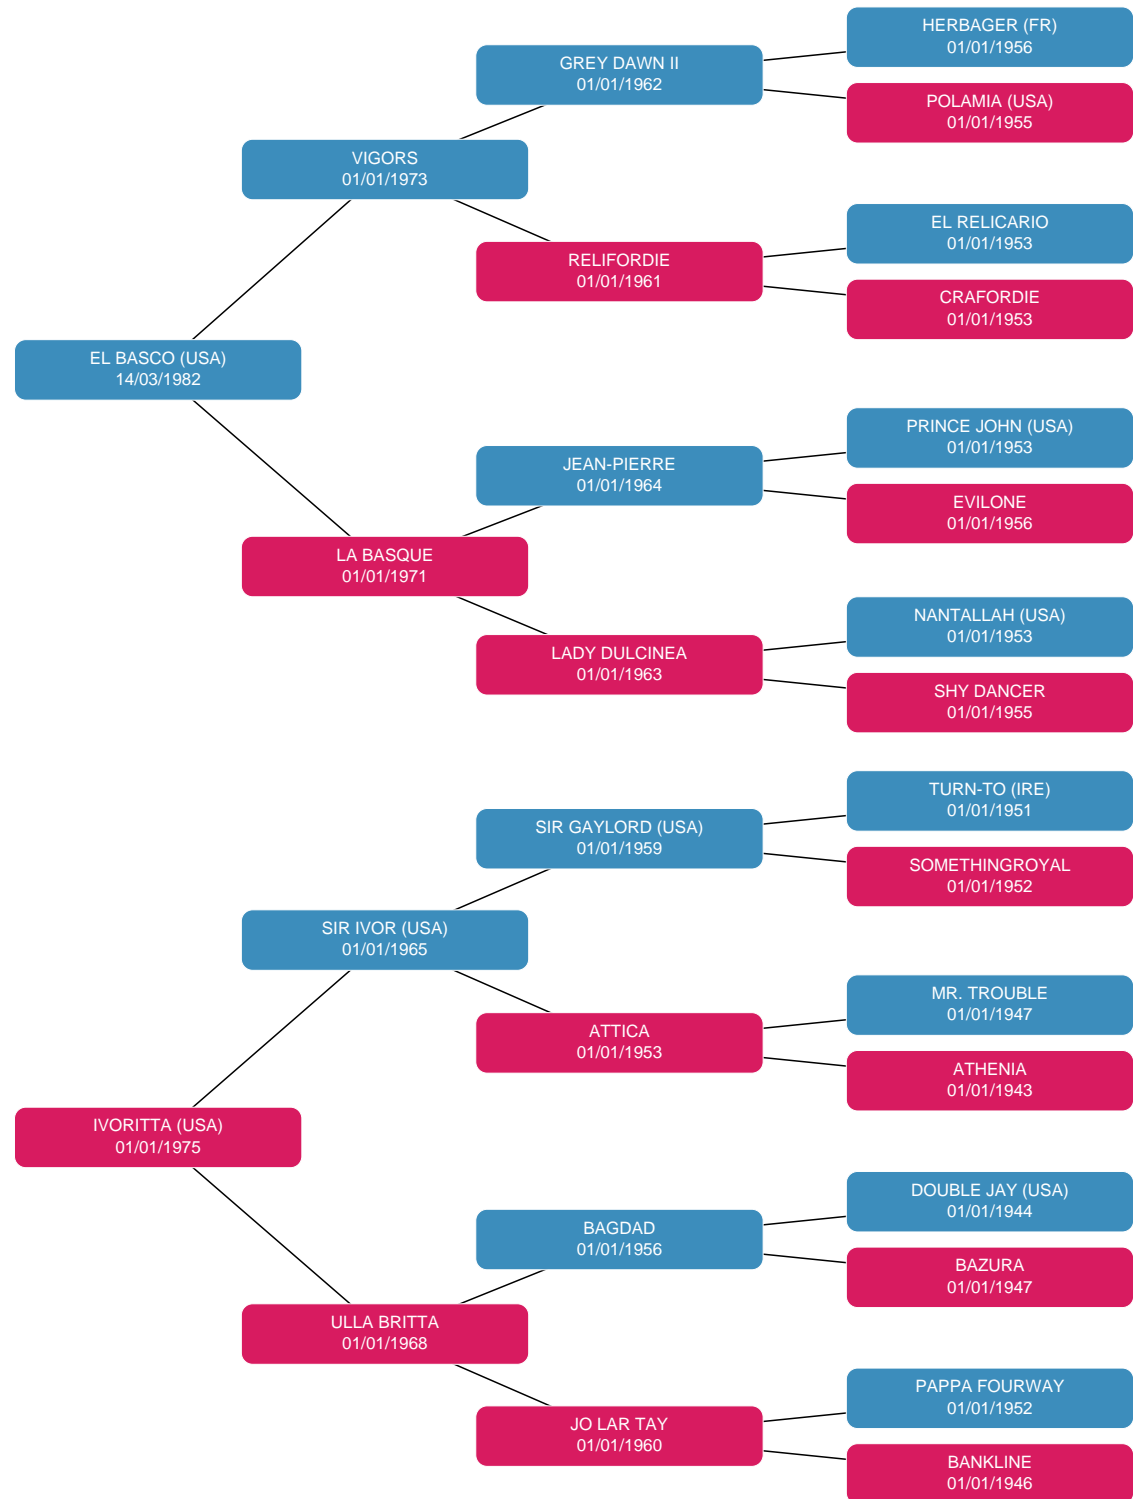 HERBAGER (FR)
01/01/1956
GREY DAWN II
01/01/1962
POLAMIA (USA)
01/01/1955
VIGORS
01/01/1973
EL RELICARIO
01/01/1953
RELIFORDIE
01/01/1961
CRAFORDIE
01/01/1953
EL BASCO (USA)
14/03/1982
PRINCE JOHN (USA)
01/01/1953
JEAN-PIERRE
01/01/1964
EVILONE
01/01/1956
LA BASQUE
01/01/1971
NANTALLAH (USA)
01/01/1953
LADY DULCINEA
01/01/1963
SHY DANCER
01/01/1955
TURN-TO (IRE)
01/01/1951
SIR GAYLORD (USA)
01/01/1959
SOMETHINGROYAL
01/01/1952
SIR IVOR (USA)
01/01/1965
MR. TROUBLE
01/01/1947
ATTICA
01/01/1953
ATHENIA
01/01/1943
IVORITTA (USA)
01/01/1975
DOUBLE JAY (USA)
01/01/1944
BAGDAD
01/01/1956
BAZURA
01/01/1947
ULLA BRITTA
01/01/1968
PAPPA FOURWAY
01/01/1952
JO LAR TAY
01/01/1960
BANKLINE
01/01/1946